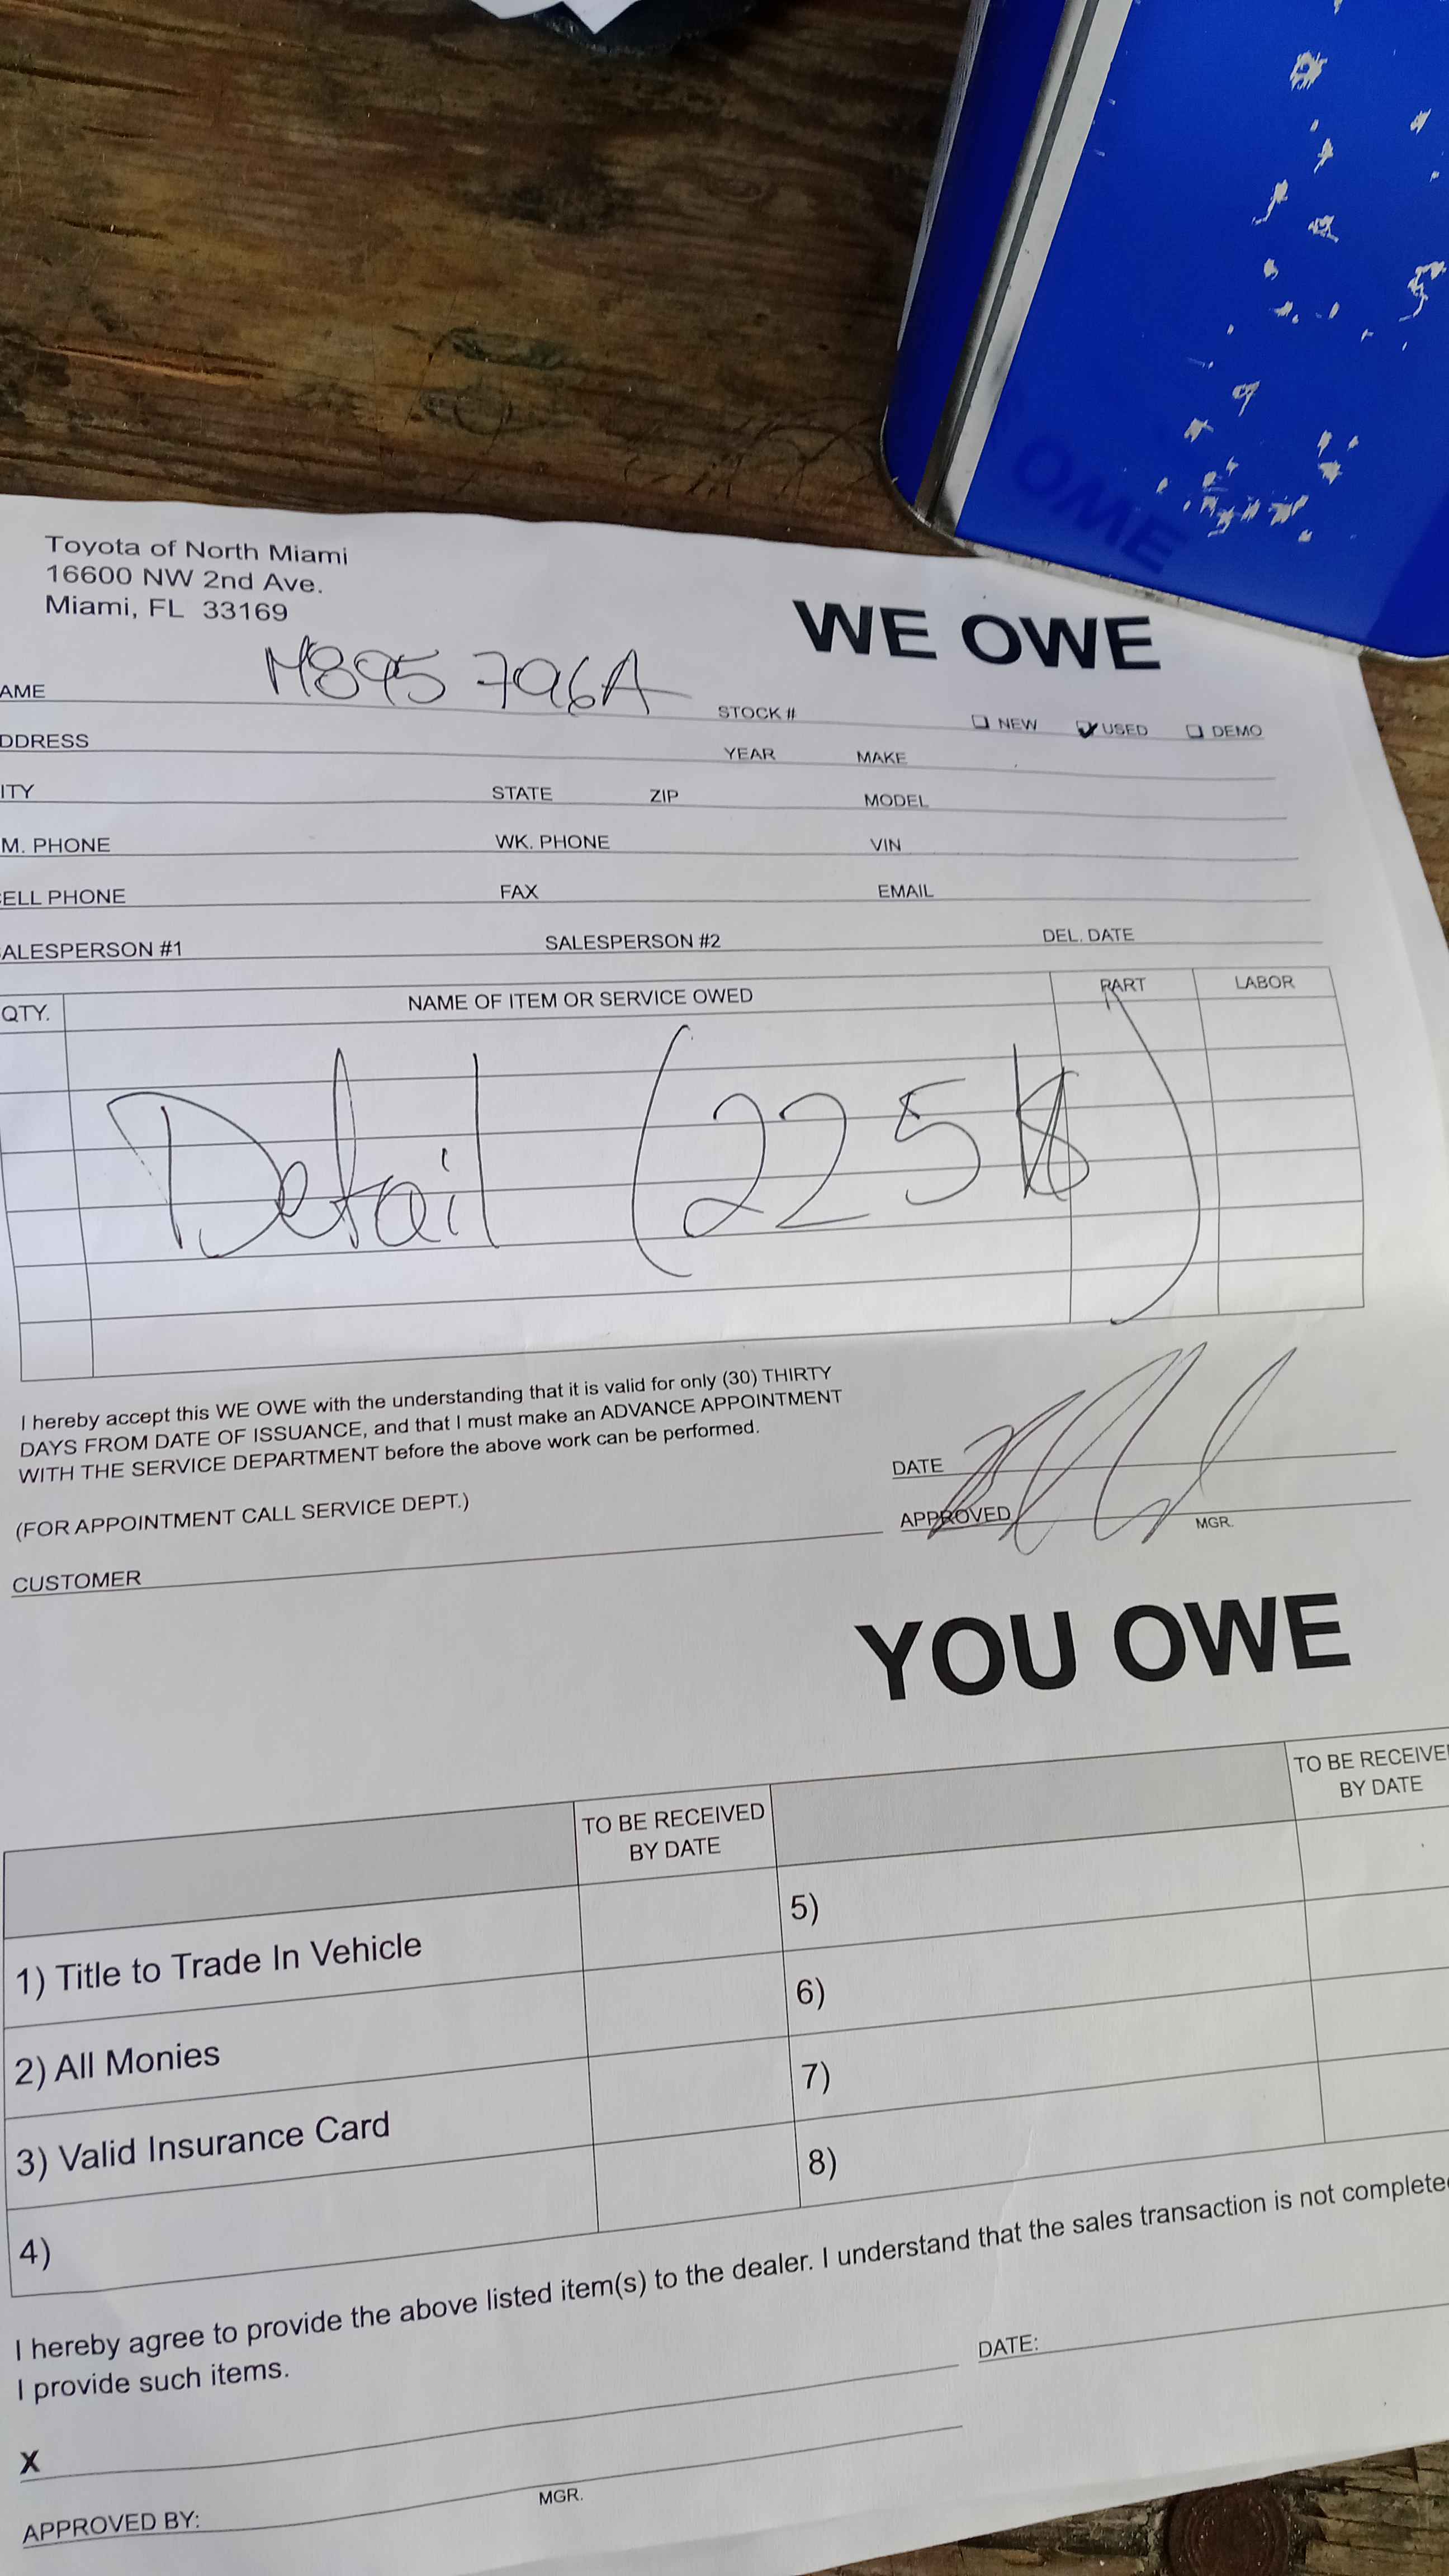 Toyota of North Miami
16600 NW 2nd Ave.
Miami, FL 33169
WE OWE
AME M895796A STOCK # NEW USED DEMO
DDRESS YEAR MAKE
ITY STATE ZIP MODEL
M. PHONE WK. PHONE VIN
ELL PHONE FAX EMAIL
ALESPERSON #1 SALESPERSON #2 DEL. DATE
QTY. NAME OF ITEM OR SERVICE OWED PART LABOR
Detail (225$)
I hereby accept this WE OWE with the understanding that it is valid for only (30) THIRTY
DAYS FROM DATE OF ISSUANCE, and that I must make an ADVANCE APPOINTMENT
WITH THE SERVICE DEPARTMENT before the above work can be performed.
DATE
(FOR APPOINTMENT CALL SERVICE DEPT.)
APPROVED MGR.
CUSTOMER
YOU OWE
TO BE RECEIVED
BY DATE
TO BE RECEIVE
BY DATE
1) Title to Trade In Vehicle 5)
2) All Monies 6)
3) Valid Insurance Card 7)
4) 8)
I hereby agree to provide the above listed item(s) to the dealer. I understand that the sales transaction is not complete
I provide such items.
DATE:
X
APPROVED BY: MGR.